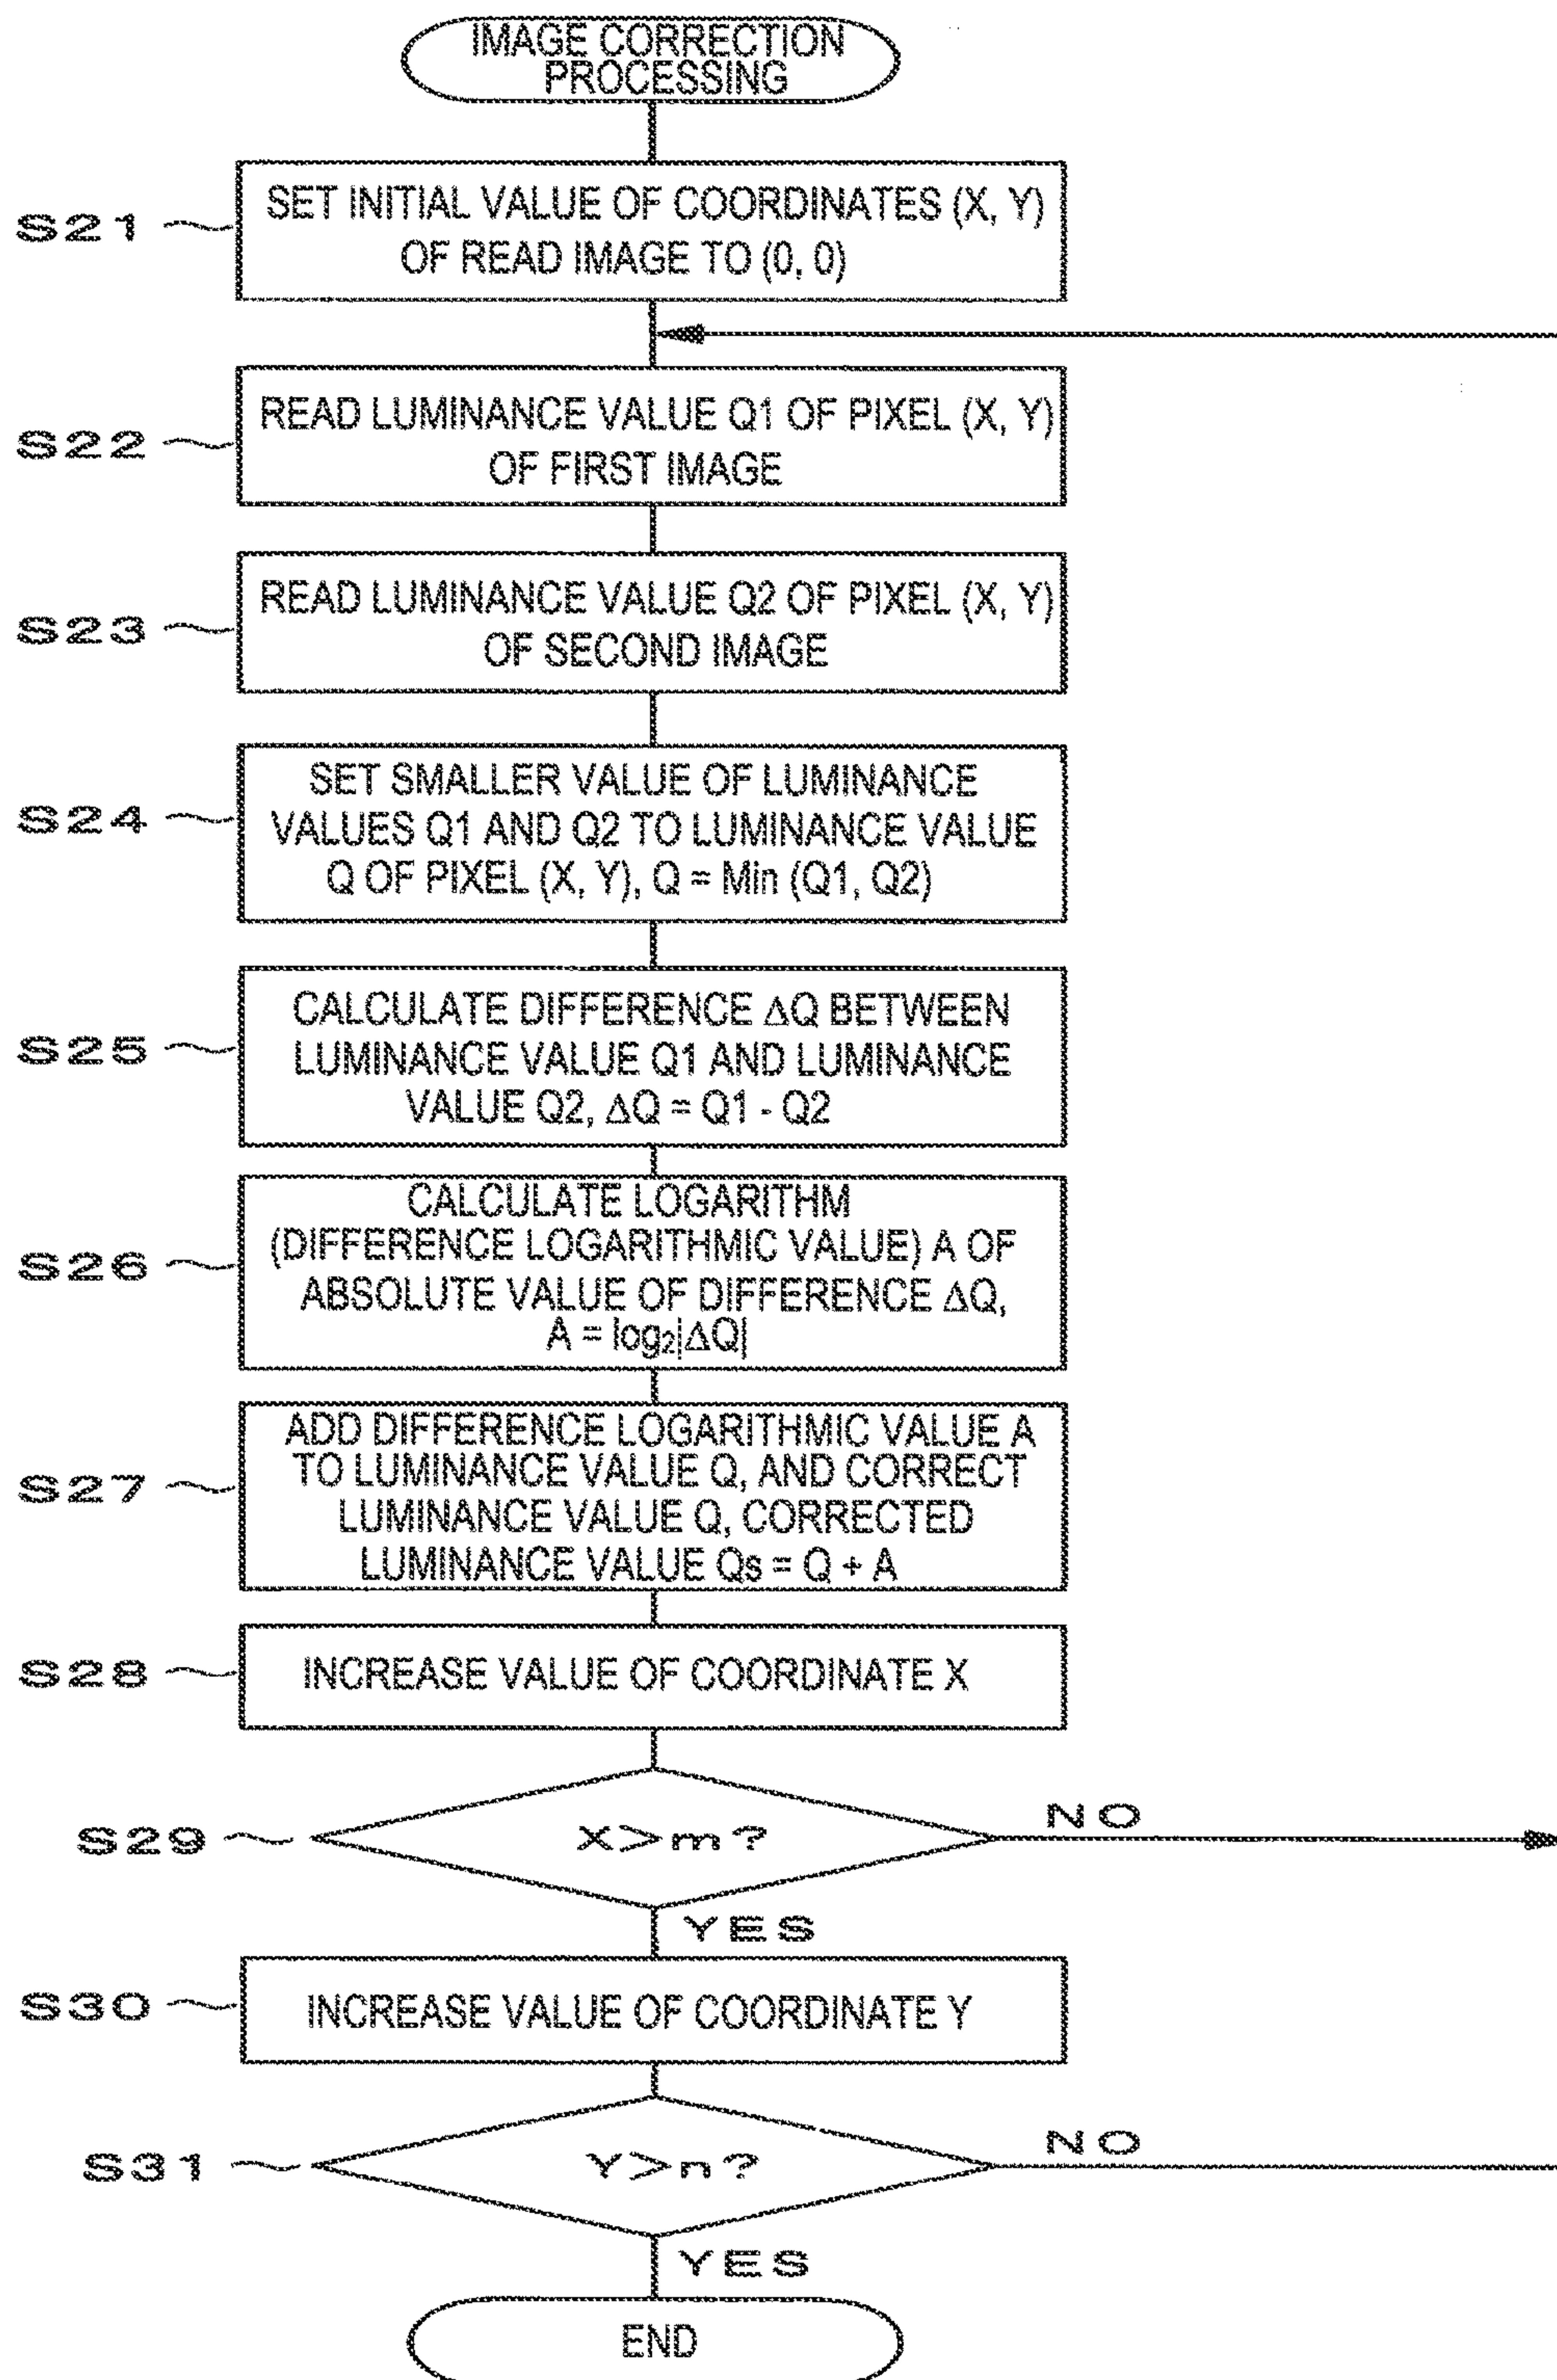 IMAGE CORRECTION
PROCESSING
S21
SET INITIAL VALUE OF COORDINATES (X, Y)
OF READ IMAGE TO (0, 0)
S22
READ LUMINANCE VALUE Q1 OF PIXEL (X, Y)
OF FIRST IMAGE
S23
READ LUMINANCE VALUE Q2 OF PIXEL (X, Y)
OF SECOND IMAGE
S24
SET SMALLER VALUE OF LUMINANCE
VALUES Q1 AND Q2 TO LUMINANCE VALUE
Q OF PIXEL (X, Y), Q = Min (Q1, Q2)
S25
CALCULATE DIFFERENCE ΔQ BETWEEN
LUMINANCE VALUE Q1 AND LUMINANCE
VALUE Q2, ΔQ = Q1 - Q2
S26
CALCULATE LOGARITHM
(DIFFERENCE LOGARITHMIC VALUE) A OF
ABSOLUTE VALUE OF DIFFERENCE ΔQ,
A = log₂|ΔQ|
S27
ADD DIFFERENCE LOGARITHMIC VALUE A
TO LUMINANCE VALUE Q, AND CORRECT
LUMINANCE VALUE Q, CORRECTED
LUMINANCE VALUE Qs = Q + A
S28
INCREASE VALUE OF COORDINATE X
S29
X>m?
NO
YES
S30
INCREASE VALUE OF COORDINATE Y
S31
Y>n?
NO
YES
END